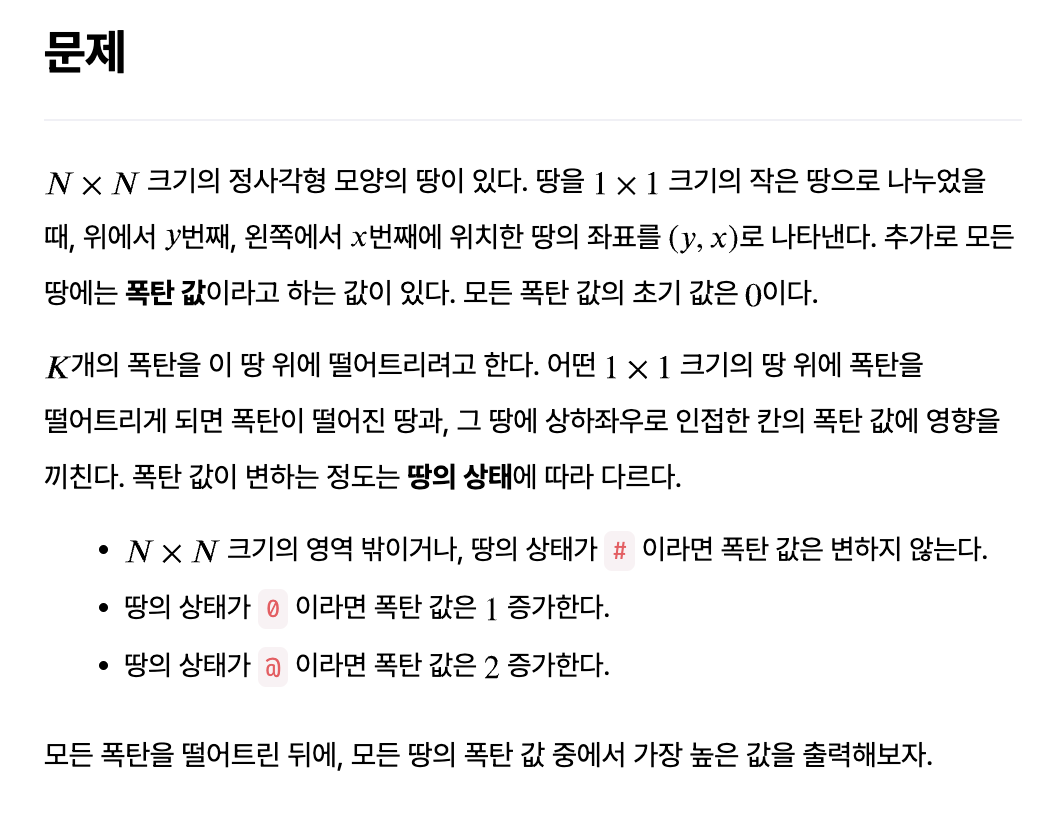 문제
N × N 크기의 정사각형 모양의 땅이 있다. 땅을 1 × 1 크기의 작은 땅으로 나누었을
때, 위에서 y번째, 왼쪽에서 x번째에 위치한 땅의 좌표를 (y, x)로 나타낸다. 추가로 모든
땅에는 폭탄 값이라고 하는 값이 있다. 모든 폭탄 값의 초기 값은 0이다.
K개의 폭탄을 이 땅 위에 떨어트리려고 한다. 어떤 1 × 1 크기의 땅 위에 폭탄을
떨어트리게 되면 폭탄이 떨어진 땅과, 그 땅에 상하좌우로 인접한 칸의 폭탄 값에 영향을
끼친다. 폭탄 값이 변하는 정도는 땅의 상태에 따라 다르다.
• N × N 크기의 영역 밖이거나, 땅의 상태가 # 이라면 폭탄 값은 변하지 않는다.
• 땅의 상태가 0 이라면 폭탄 값은 1 증가한다.
• 땅의 상태가 @ 이라면 폭탄 값은 2 증가한다.
모든 폭탄을 떨어트린 뒤에, 모든 땅의 폭탄 값 중에서 가장 높은 값을 출력해보자.